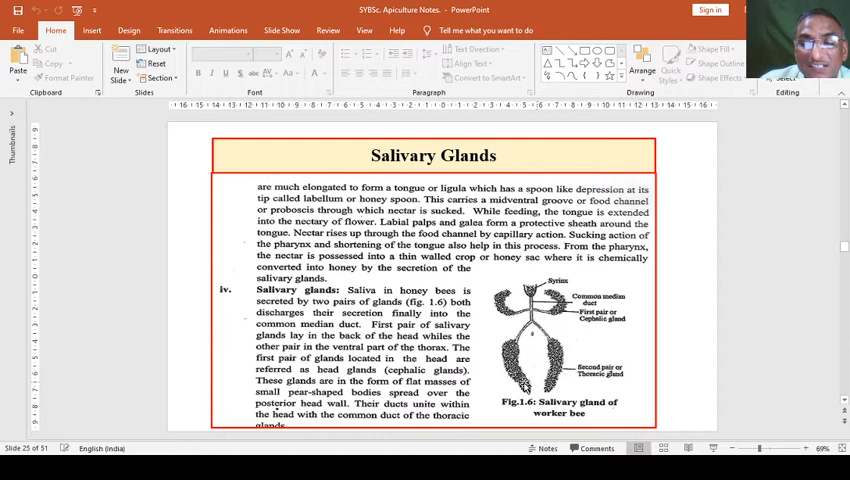 SYBSc. Apiculture Notes. - PowerPoint
Sign in
File Home Insert Draw Design Transitions Animations Slide Show Review View Help Tell me what you want to do
Cut
Copy
Format Painter
Paste
Clipboard
New
Slide
Layout
Reset
Section
Slides
Font
Text Direction
Align Text
Convert to SmartArt
Paragraph
Arrange
Quick
Styles
Shape Fill
Shape Outline
Shape Effects
Drawing
Select
Editing
Thumbnails
Salivary Glands
are much elongated to form a tongue or ligula which has a spoon like depression at its
tip called labellum or honey spoon. This carries a midventral groove or food channel
or proboscis through which nectar is sucked. While feeding, the tongue is extended
into the nectary of flower. Labial palps and galea form a protective sheath around the
tongue. Nectar rises up through the food channel by capillary action. Sucking action of
the pharynx and shortening of the tongue also help in this process. From the pharynx,
the nectar is possessed into a thin walled crop or honey sac where it is chemically
converted into honey by the secretion of the
salivary glands.
iv. Salivary glands: Saliva in honey bees is
secreted by two pairs of glands (fig. 1.6) both
discharges their secretion finally into the
common median duct. First pair of salivary
glands lay in the back of the head whiles the
other pair in the ventral part of the thorax. The
first pair of glands located in the head are
referred as head glands (cephalic glands).
These glands are in the form of flat masses of
small pear-shaped bodies spread over the
posterior head wall. Their ducts unite within
the head with the common duct of the thoracic
glands.
Syrinx
Common median
duct
First pair or
Cephalic gland
Second pair or
Thoracic gland
Fig.1.6: Salivary gland of
worker bee
Slide 25 of 51
English (India)
Notes
Comments
69%